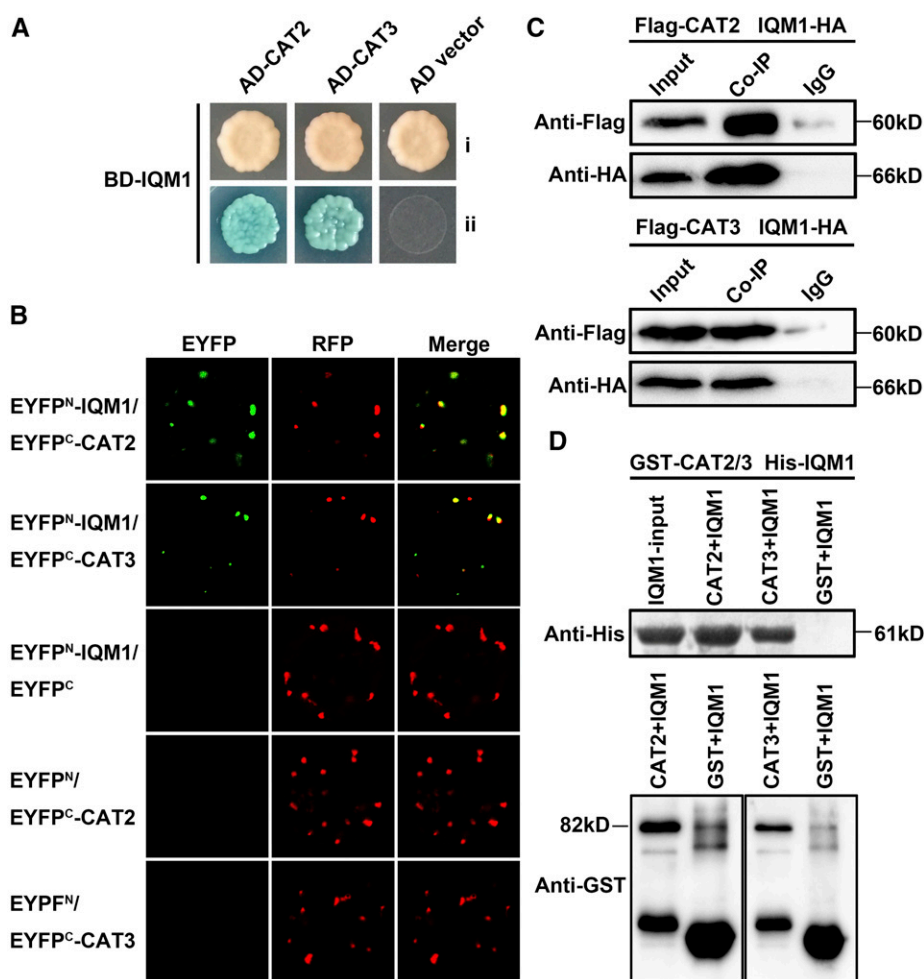 A
AD-CAT2 AD-CAT3 AD vector
BD-IQM1
i
ii
B
EYFP RFP Merge
EYFPᴺ-IQM1/
EYFPᶜ-CAT2
EYFPᴺ-IQM1/
EYFPᶜ-CAT3
EYFPᴺ-IQM1/
EYFPᶜ
EYFPᴺ/
EYFPᶜ-CAT2
EYPFᴺ/
EYFPᶜ-CAT3
C
Flag-CAT2 IQM1-HA
Input Co-IP IgG
Anti-Flag 60kD
Anti-HA 66kD
Flag-CAT3 IQM1-HA
Input Co-IP IgG
Anti-Flag 60kD
Anti-HA 66kD
D
GST-CAT2/3 His-IQM1
IQM1-input CAT2+IQM1 CAT3+IQM1 GST+IQM1
Anti-His 61kD
CAT2+IQM1 GST+IQM1 CAT3+IQM1 GST+IQM1
82kD
Anti-GST